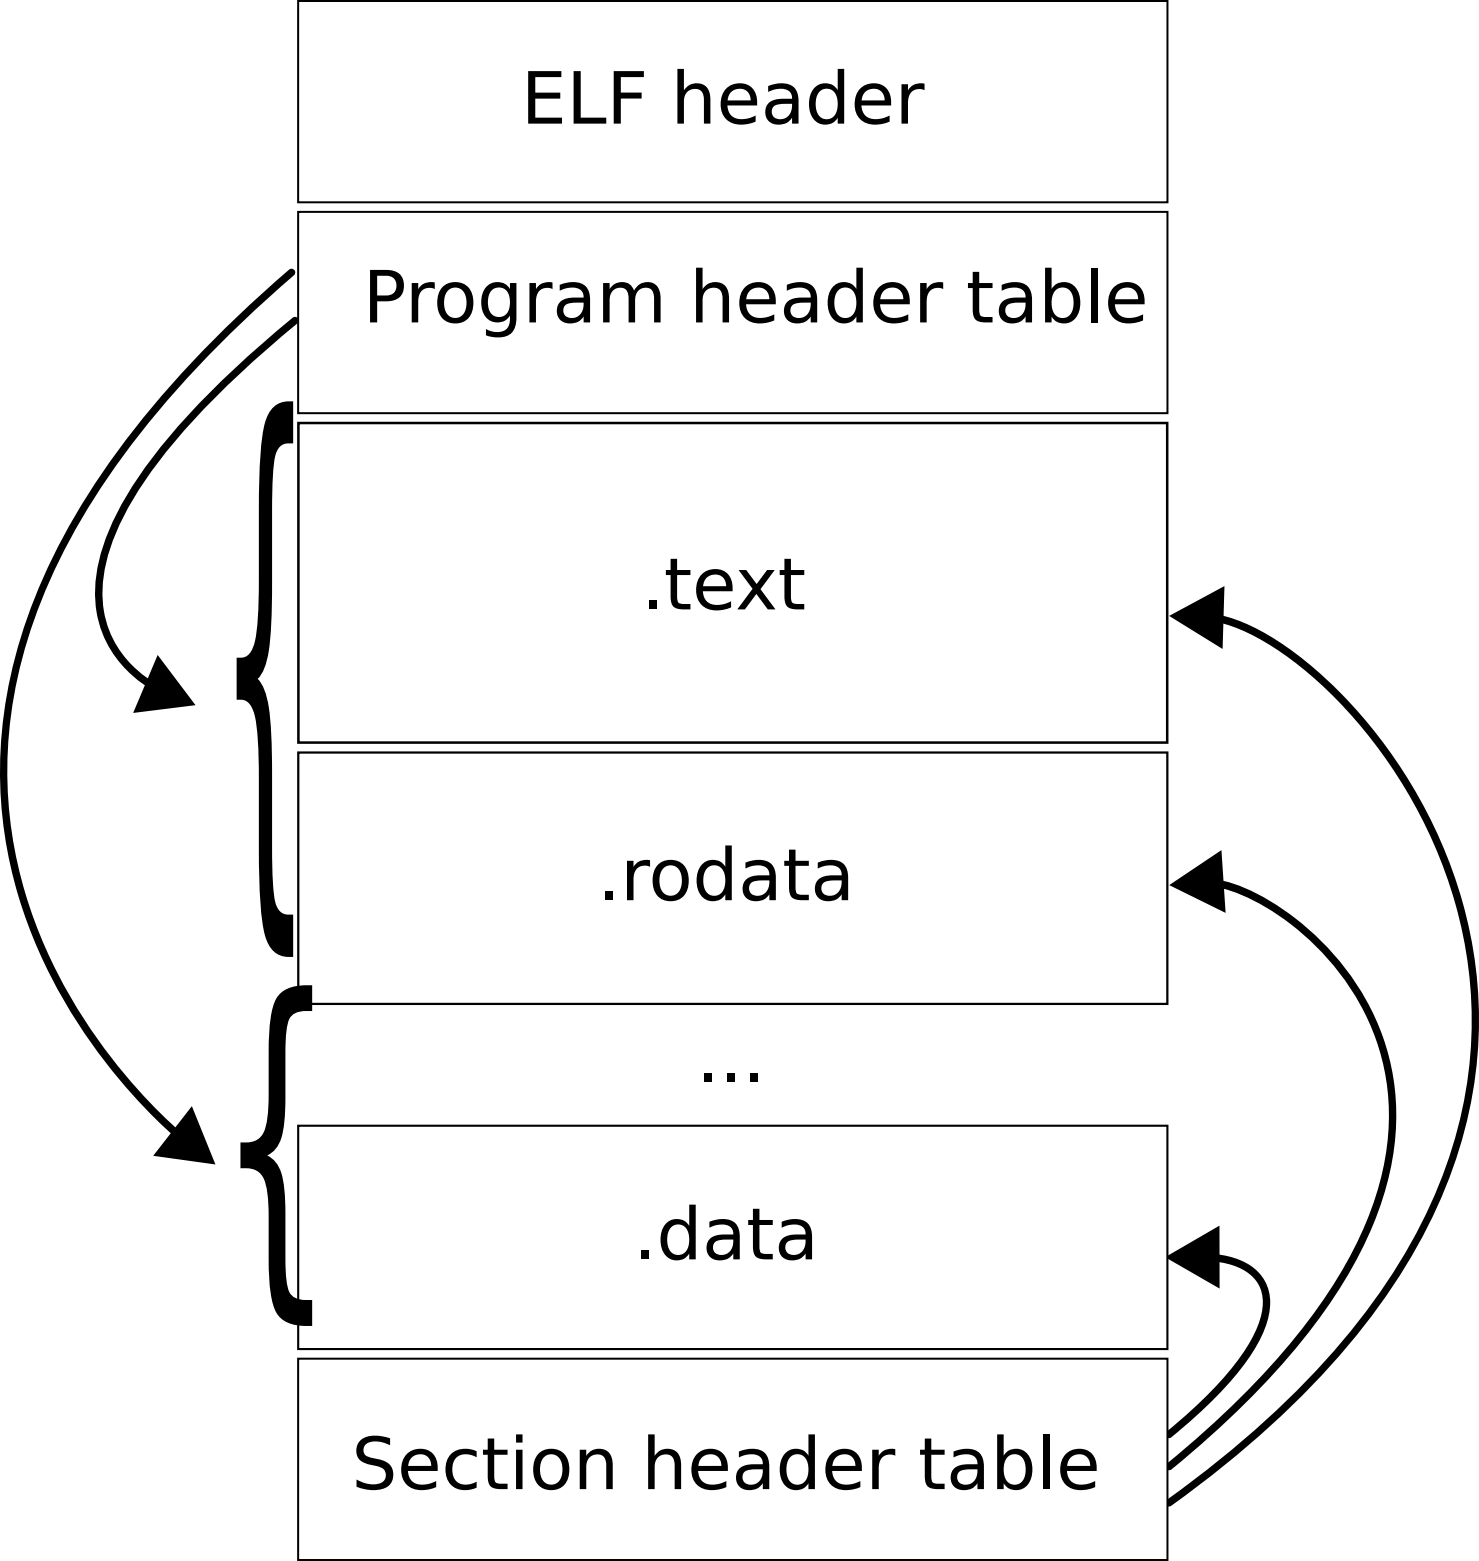 ELF header
Program header table
.text
.rodata
...
.data
Section header table